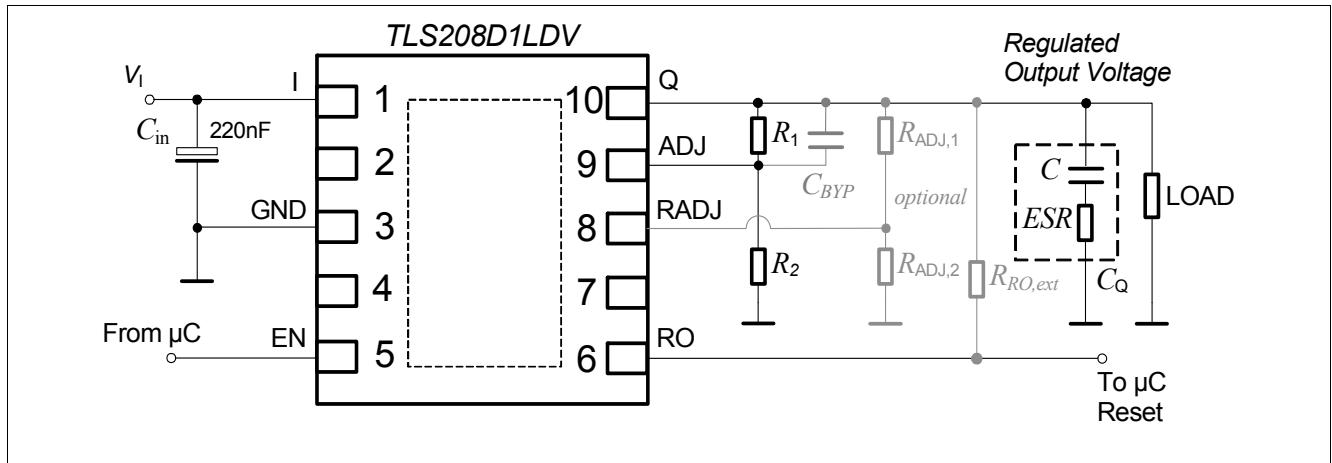 TLS208D1LDV
Regulated
Output Voltage
VI
I
1
10
Q
Cin
220nF
R1
RADJ,1
2
9
ADJ
CBYP
C
optional
LOAD
GND
3
8
RADJ
ESR
4
7
R2
RADJ,2
RRO,ext
CQ
From µC
EN
5
6
RO
To µC
Reset